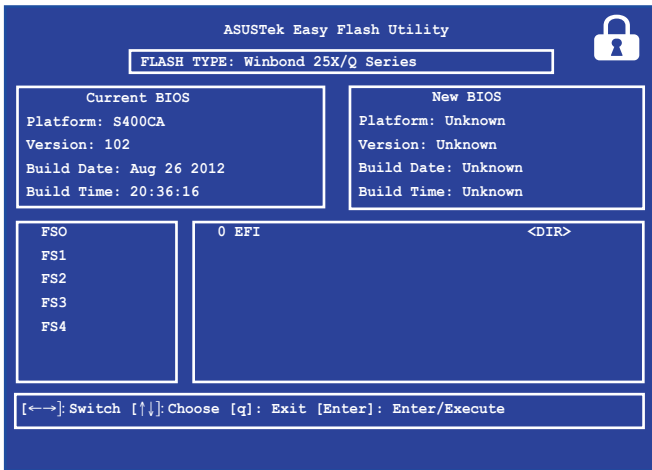 ASUSTek Easy Flash Utility
FLASH TYPE: Winbond 25X/Q Series
Current BIOS
Platform: S400CA
Version: 102
Build Date: Aug 26 2012
Build Time: 20:36:16
New BIOS
Platform: Unknown
Version: Unknown
Build Date: Unknown
Build Time: Unknown
FSO
FS1
FS2
FS3
FS4
0 EFI <DIR>
[←→]: Switch [↑↓]: Choose [q]: Exit [Enter]: Enter/Execute